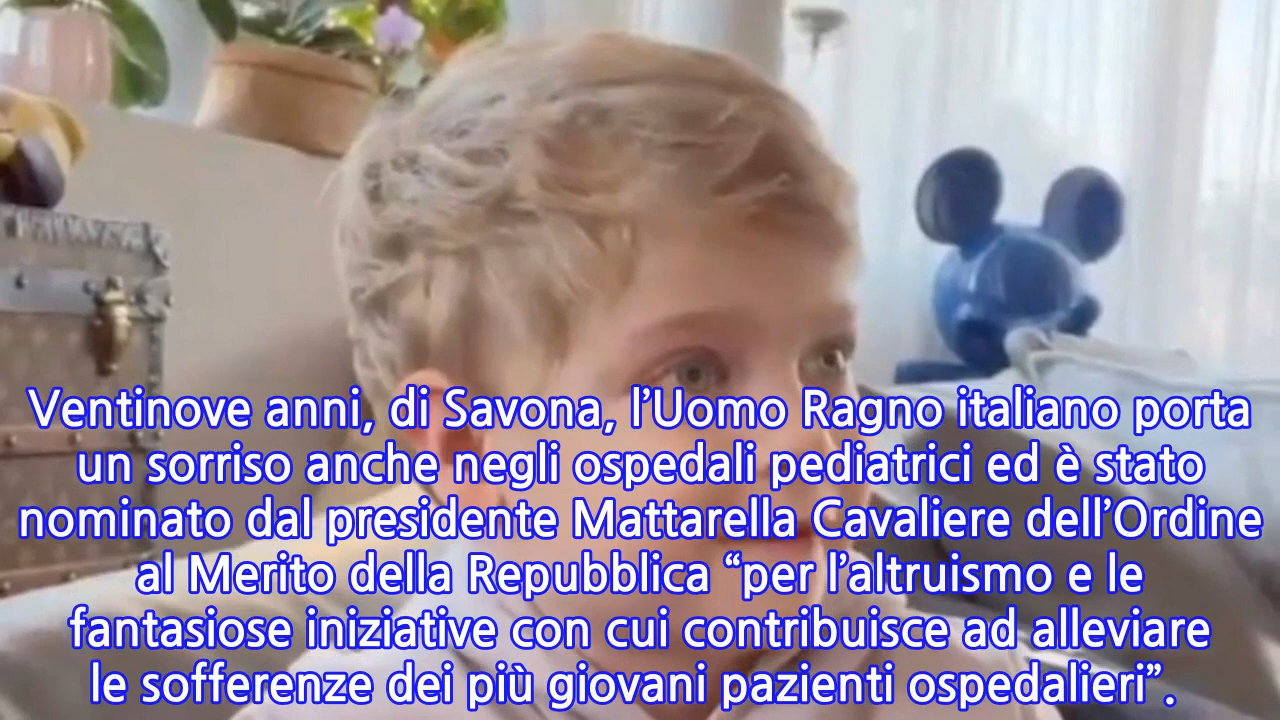 Ventinove anni, di Savona, l’Uomo Ragno italiano porta
un sorriso anche negli ospedali pediatrici ed è stato
nominato dal presidente Mattarella Cavaliere dell’Ordine
al Merito della Repubblica “per l’altruismo e le
fantasiose iniziative con cui contribuisce ad alleviare
le sofferenze dei più giovani pazienti ospedalieri”.